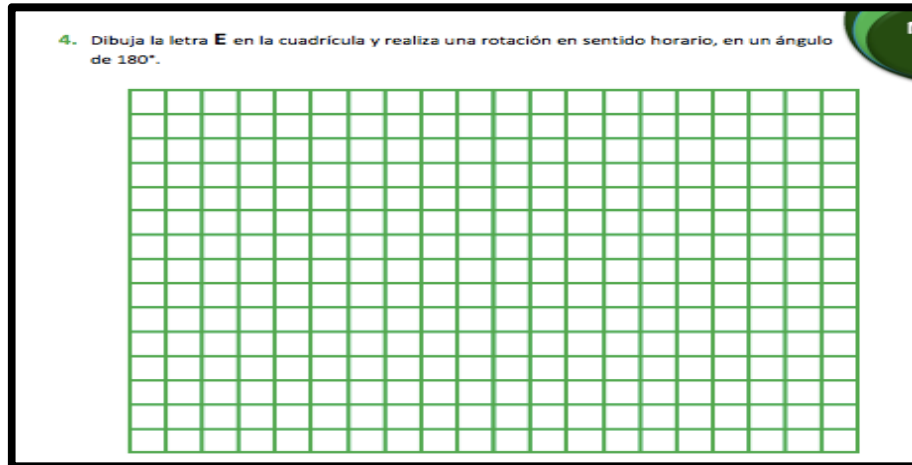 4. Dibuja la letra E en la cuadrícula y realiza una rotación en sentido horario, en un ángulo
de 180°.